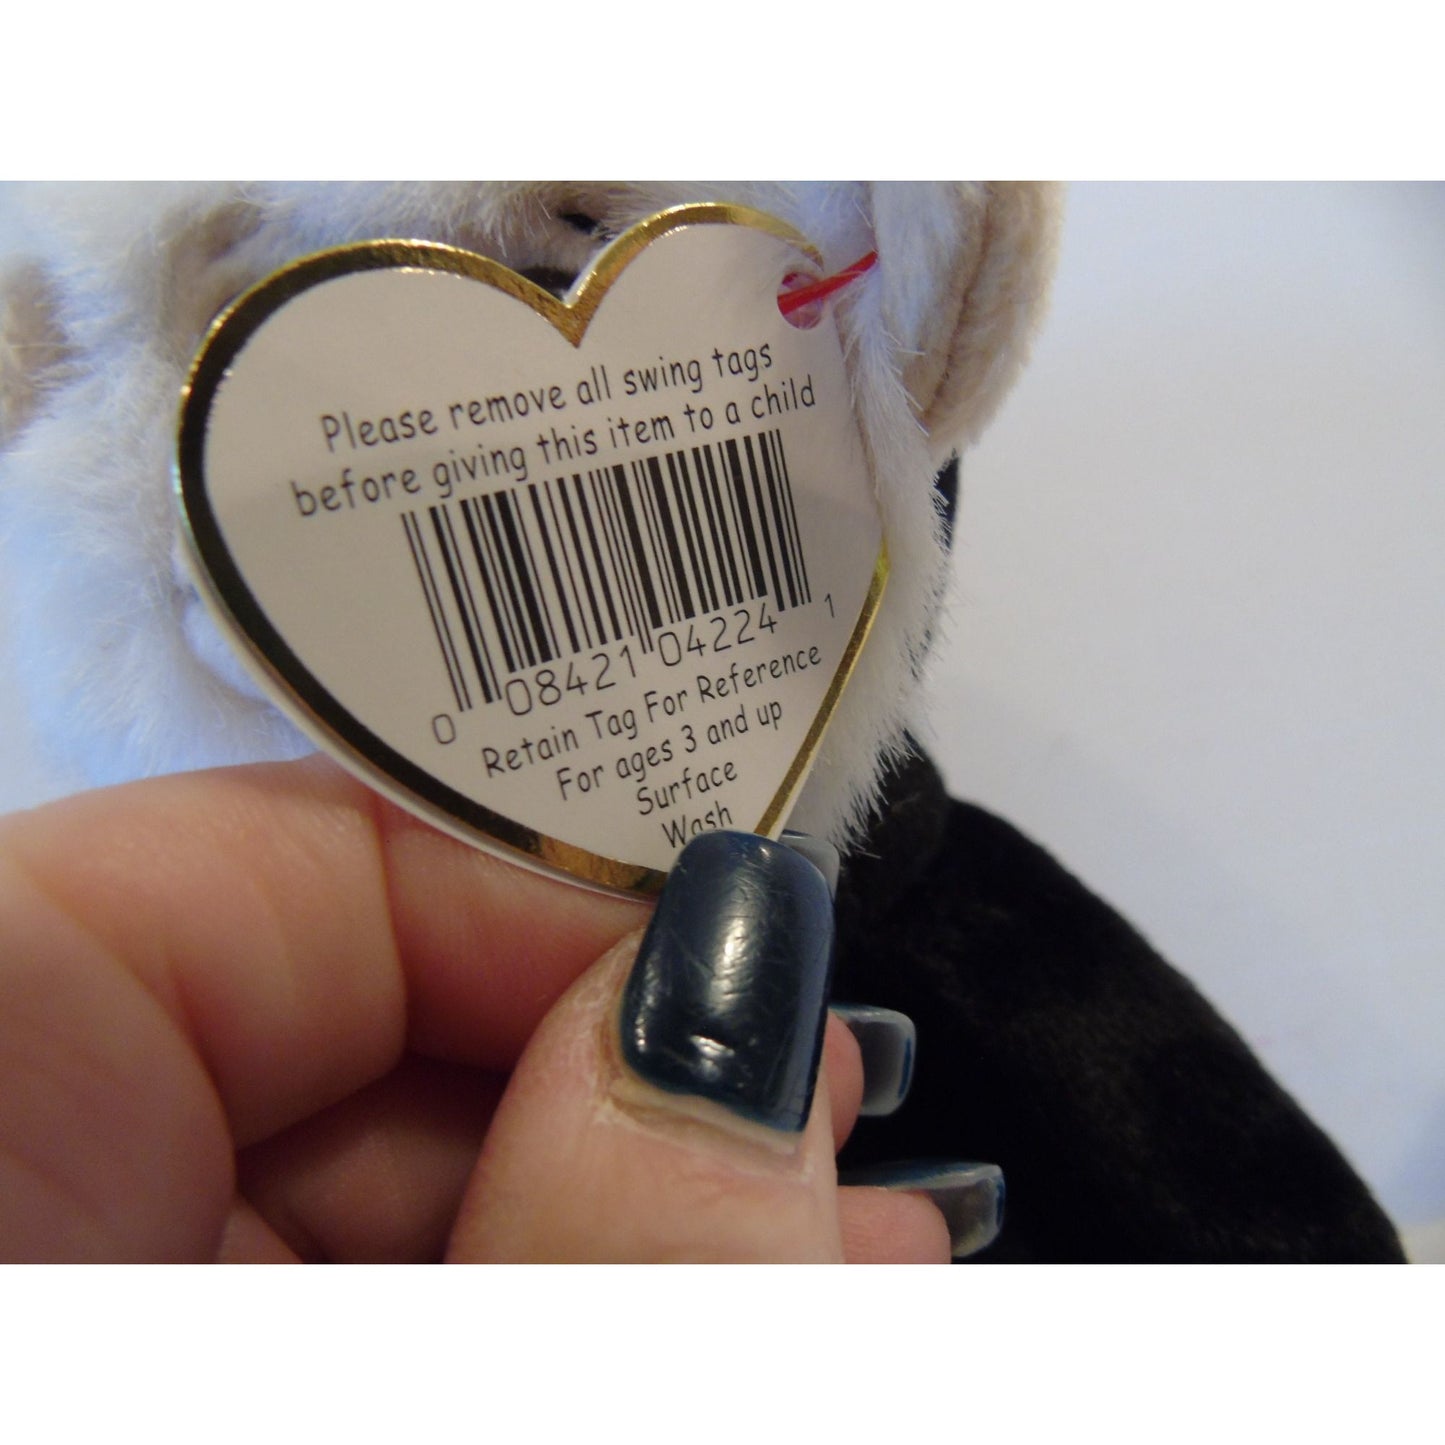 Please remove all swing tags
before giving this item to a child
0 08421 04224 1
Retain Tag For Reference
For ages 3 and up
Surface
Wash